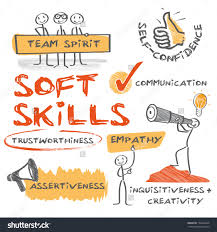 TEAM SPIRIT
SELF-CONFIDENCE
SOFT
SKILLS
COMMUNICATION
TRUSTWORTHINESS
EMPATHY
ASSERTIVENESS
INQUISITIVENESS +
CREATIVITY
shutterstock